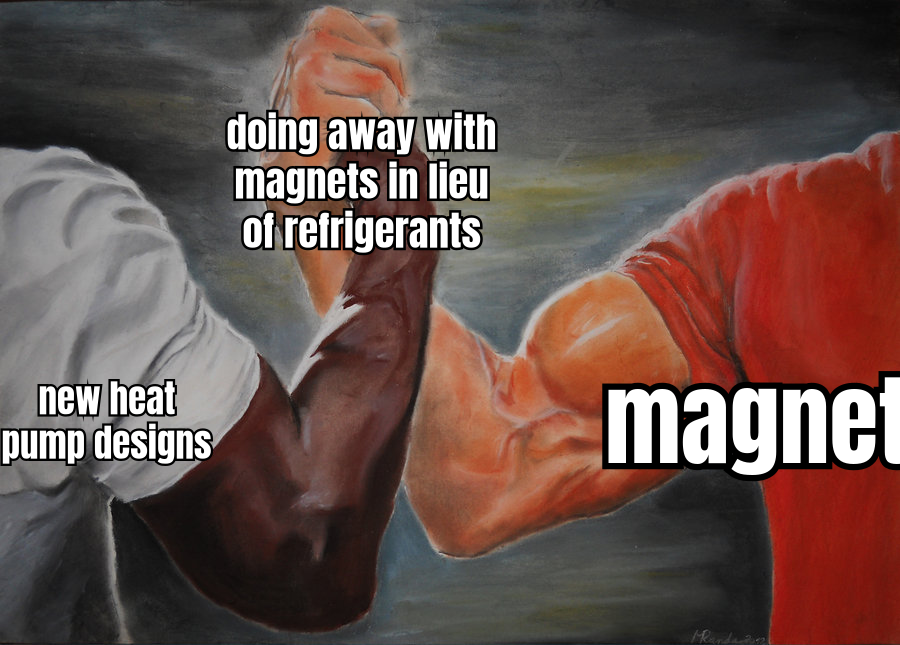 doing away with
magnets in lieu
of refrigerants
new heat
pump designs
magnet